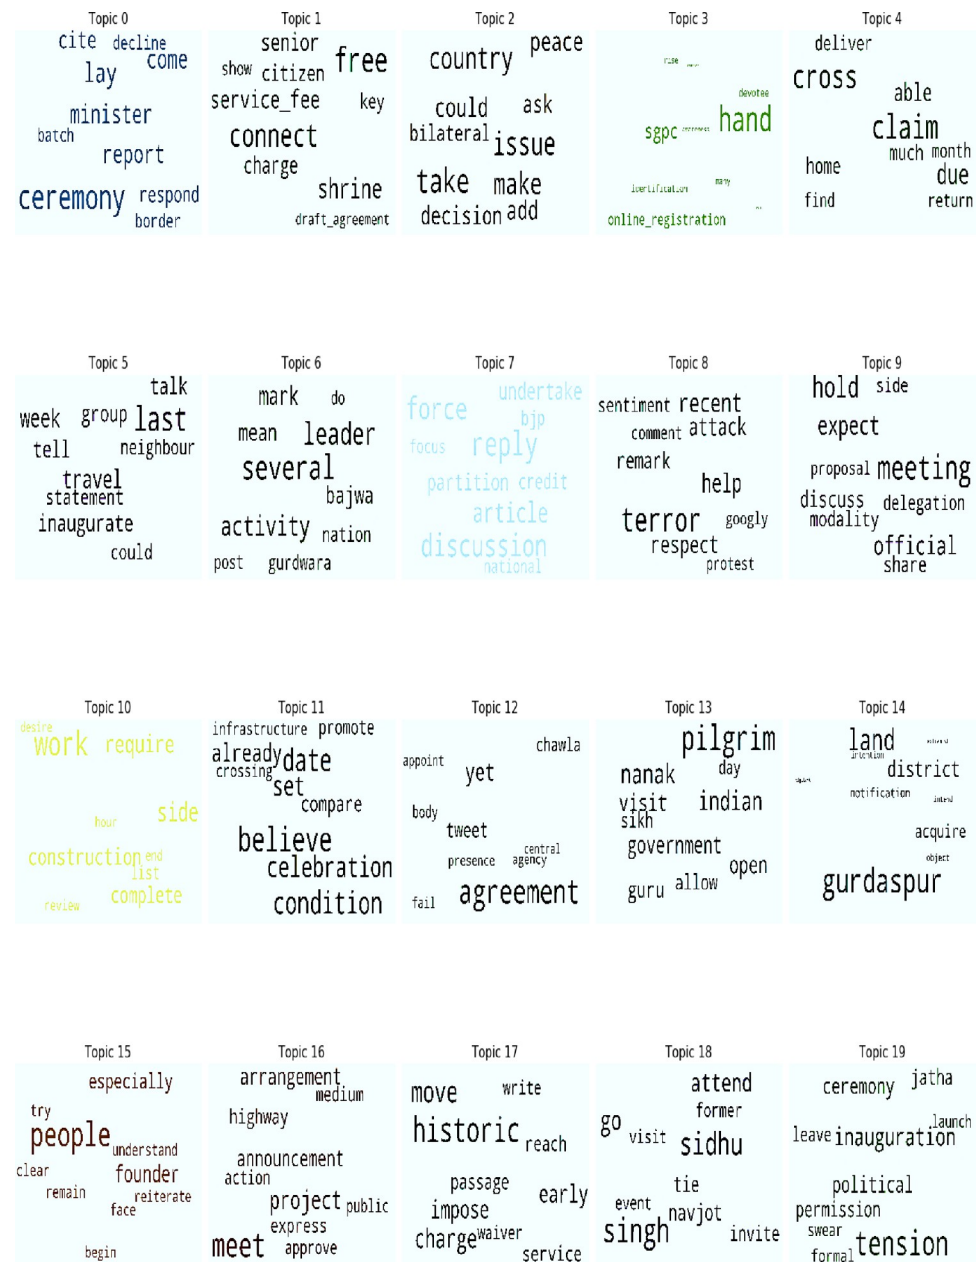 Topic 0
cite decline
come
lay
minister
batch
report
ceremony respond
border
Topic 1
senior
free
show citizen
service_fee key
connect
charge
shrine
draft_agreement
Topic 2
peace
country
could ask
bilateral issue
take make
decision add
Topic 3
rise
devotee
hand
sgpc
identification many
online_registration
Topic 4
deliver
cross
able
claim
much month
home due
find return
Topic 5
talk
week group last
tell neighbour
travel
statement
inaugurate
could
Topic 6
mark do
mean leader
several
bajwa
activity nation
post gurdwara
Topic 7
undertake
force bjp
focus reply
partition credit
article
discussion
national
Topic 8
sentiment recent
comment attack
remark
help
terror googly
respect
protest
Topic 9
hold side
expect
proposal meeting
discuss delegation
modality
official
share
Topic 10
desire
work require
side
hour
construction end
list
complete
review
Topic 11
infrastructure promote
already date
crossing set
compare
believe
celebration
condition
Topic 12
chawla
appoint yet
body
tweet
central
presence agency
agreement
fail
Topic 13
pilgrim
nanak day
visit indian
sikh
government
open
guru allow
Topic 14
land
intention
district
notification intend
acquire
object
gurdaspur
Topic 15
especially
try
people
understand
clear founder
remain reiterate
face
begin
Topic 16
arrangement
medium
highway
announcement
action
project public
express
meet approve
Topic 17
move write
historic
reach
passage early
impose
charge waiver
service
Topic 18
attend
former
go visit sidhu
tie
event navjot
singh invite
Topic 19
ceremony jatha
launch
leave inauguration
political
permission
swear
formal tension